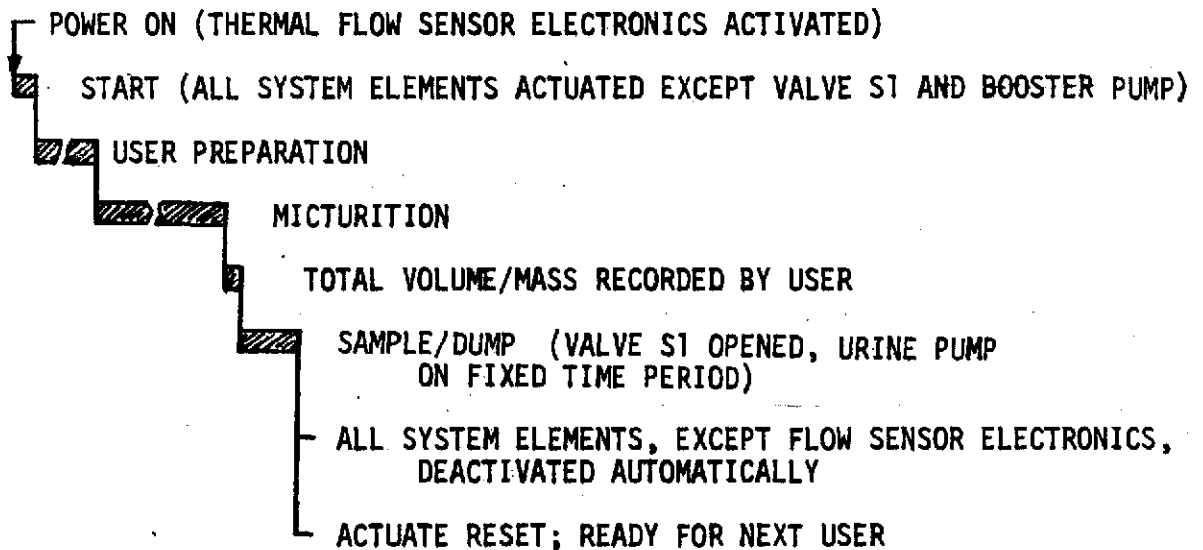 POWER ON (THERMAL FLOW SENSOR ELECTRONICS ACTIVATED)
START (ALL SYSTEM ELEMENTS ACTUATED EXCEPT VALVE S1 AND BOOSTER PUMP)
USER PREPARATION
MICTURITION
TOTAL VOLUME/MASS RECORDED BY USER
SAMPLE/DUMP (VALVE S1 OPENED, URINE PUMP
ON FIXED TIME PERIOD)
ALL SYSTEM ELEMENTS, EXCEPT FLOW SENSOR ELECTRONICS,
DEACTIVATED AUTOMATICALLY
ACTUATE RESET; READY FOR NEXT USER